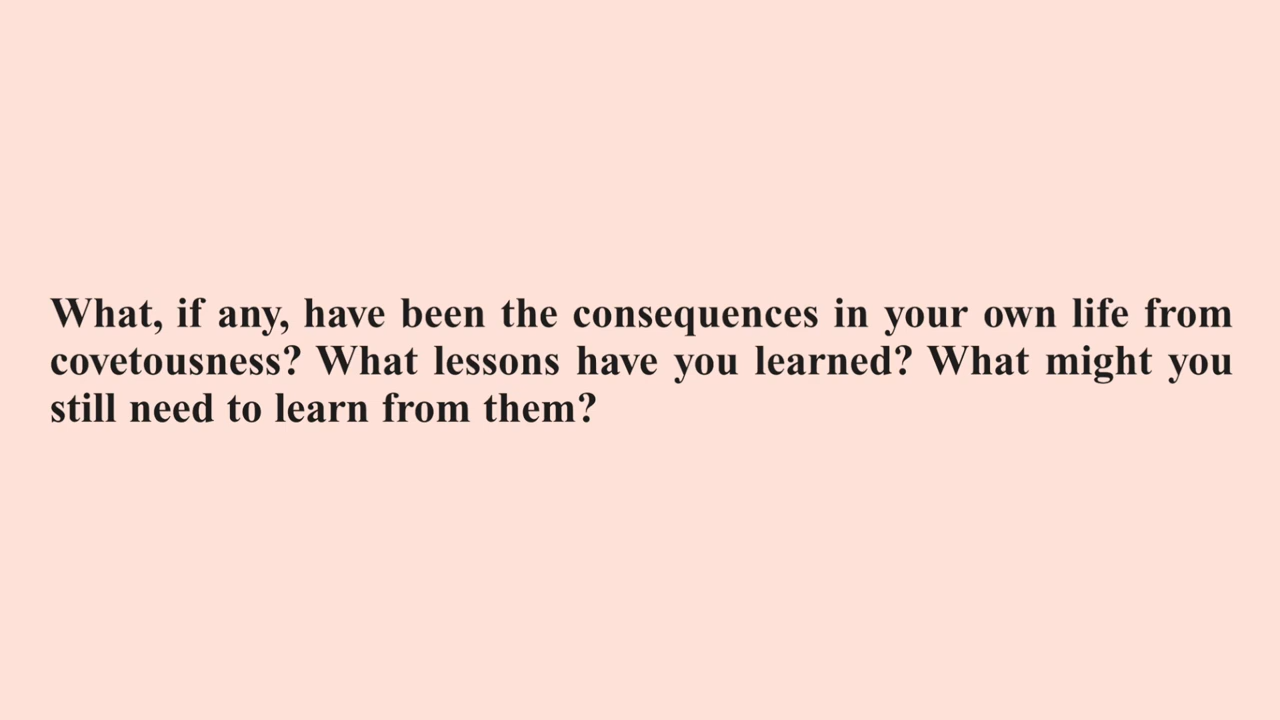 What, if any, have been the consequences in your own life from
covetousness? What lessons have you learned? What might you
still need to learn from them?